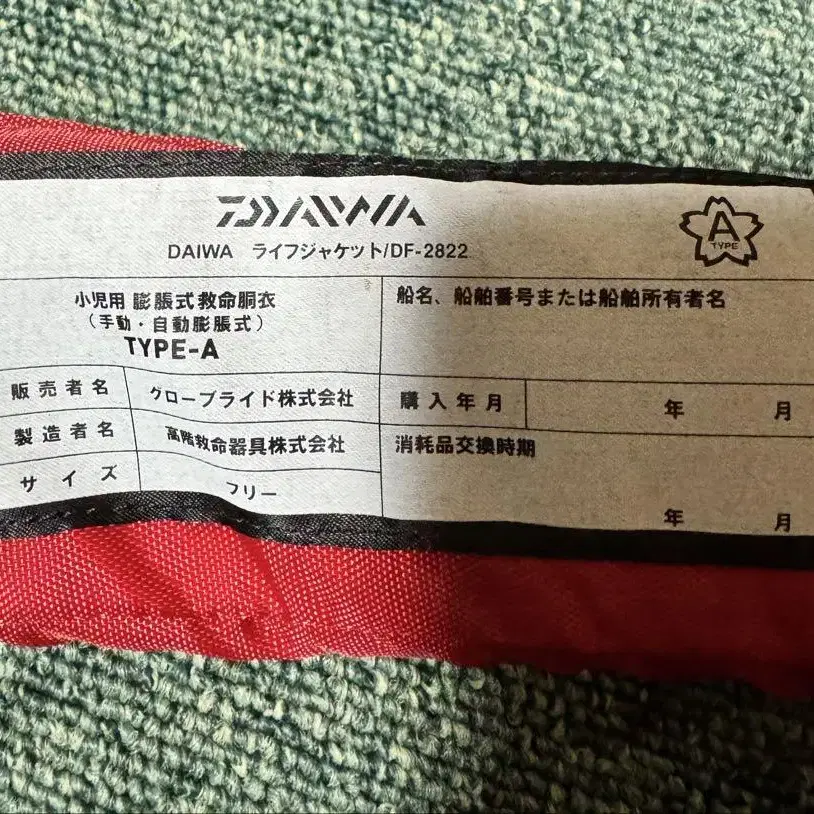 DAIWA
A
TYPE
DAIWA ライフジャケット/DF-2822
小児用 膨脹式救命胴衣
(手動・自動膨脹式)
TYPE-A
船名、船舶番号または船舶所有者名
販売者名 グローブライド株式会社
製造者名 高階救命器具株式会社
サイズ フリー
購入年月 年 月
消耗品交換時期
年 月